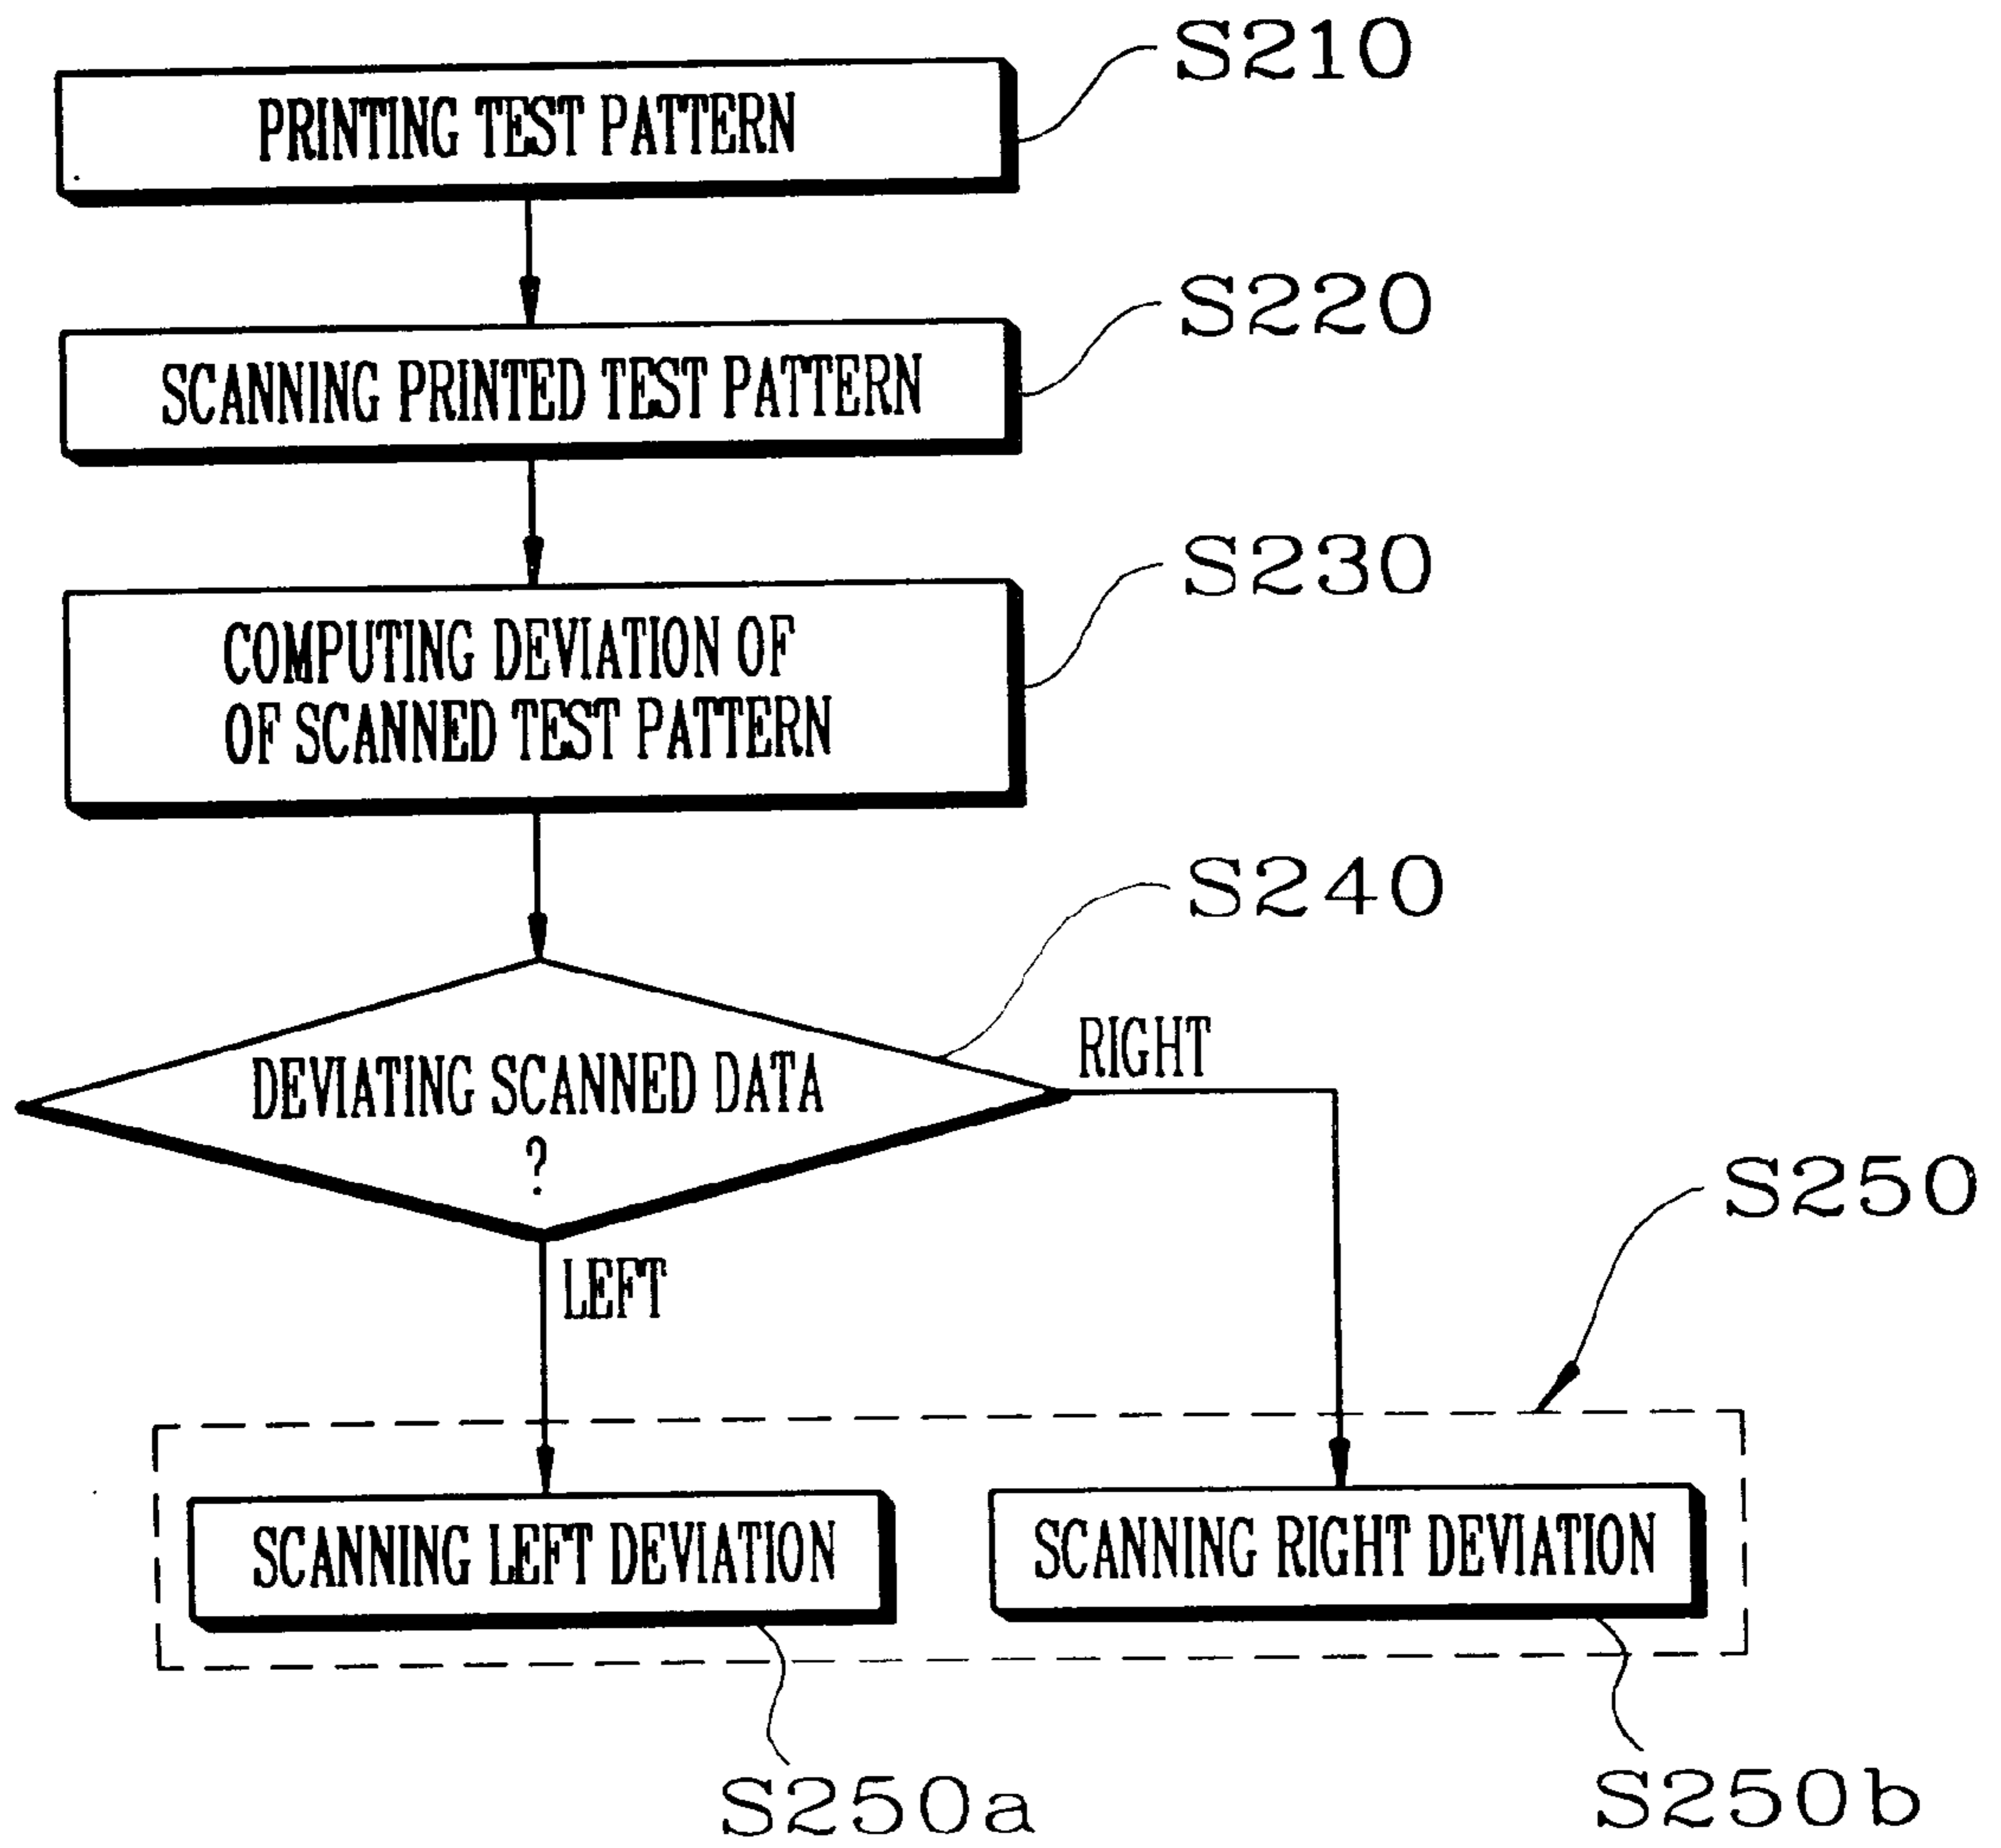 S210
PRINTING TEST PATTERN
S220
SCANNING PRINTED TEST PATTERN
S230
COMPUTING DEVIATION OF
OF SCANNED TEST PATTERN
S240
RIGHT
DEVIATING SCANNED DATA
?
S250
LEFT
SCANNING LEFT DEVIATION
SCANNING RIGHT DEVIATION
S250a
S250b